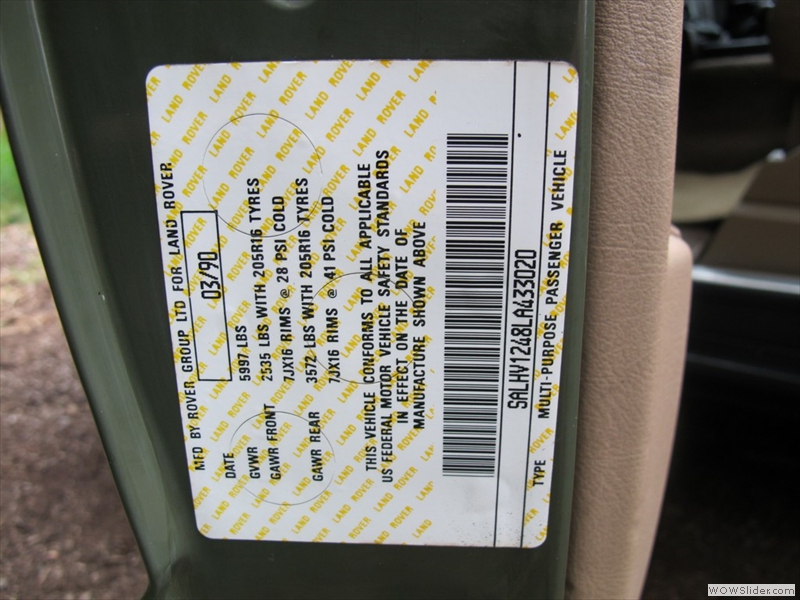 MFD BY ROVER GROUP LTD FOR LAND ROVER
DATE 03/90
GVWR 5997 LBS
GAWR FRONT 2535 LBS WITH 205R16 TYRES
7JX16 RIMS @ 28 PSI COLD
GAWR REAR 3572 LBS WITH 205R16 TYRES
7JX16 RIMS @ 41 PSI COLD
THIS VEHICLE CONFORMS TO ALL APPLICABLE
US FEDERAL MOTOR VEHICLE SAFETY STANDARDS
IN EFFECT ON THE DATE OF
MANUFACTURE SHOWN ABOVE
SALHV1248LA433020
TYPE MULTI-PURPOSE PASSENGER VEHICLE
LAND ROVER
WOWSlider.com